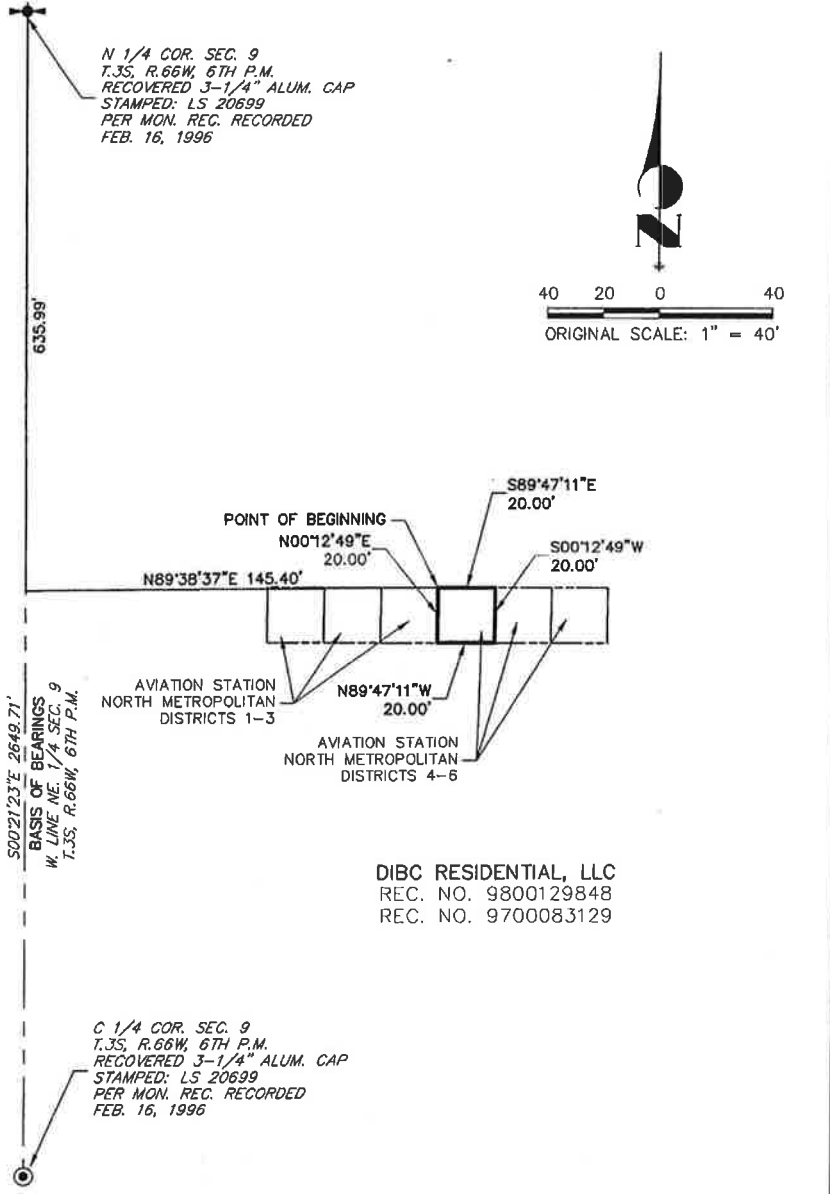 N 1/4 COR. SEC. 9
T.3S, R.66W, 6TH P.M.
RECOVERED 3-1/4" ALUM. CAP
STAMPED: LS 20699
PER MON. REC. RECORDED
FEB. 16, 1996
635.99'
N
40 20 0 40
ORIGINAL SCALE: 1" = 40'
S89°47'11"E
20.00'
POINT OF BEGINNING
N00°12'49"E
20.00'
S00°12'49"W
20.00'
N89°38'37"E 145.40'
AVIATION STATION
NORTH METROPOLITAN
DISTRICTS 1-3
N89°47'11"W
20.00'
AVIATION STATION
NORTH METROPOLITAN
DISTRICTS 4-6
S00°21'23"E 2649.71'
BASIS OF BEARINGS
W. LINE NE. 1/4 SEC. 9
T.3S, R.66W, 6TH P.M.
DIBC RESIDENTIAL, LLC
REC. NO. 9800129848
REC. NO. 9700083129
C 1/4 COR. SEC. 9
T.3S, R.66W, 6TH P.M.
RECOVERED 3-1/4" ALUM. CAP
STAMPED: LS 20699
PER MON. REC. RECORDED
FEB. 16, 1996